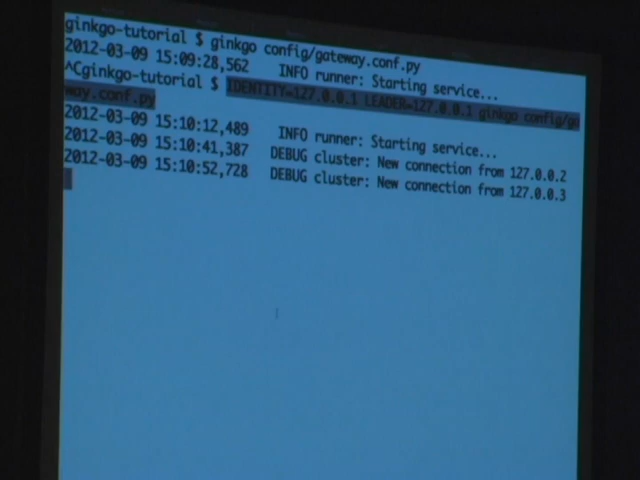 ginkgo-tutorial $ ginkgo config/gateway.conf.py
2012-03-09 15:09:28,562 INFO runner: Starting service...
^Cginkgo-tutorial $ IDENTITY=127.0.0.1 LEADER=127.0.0.1 ginkgo config/ga
way.conf.py
2012-03-09 15:10:12,489 INFO runner: Starting service...
2012-03-09 15:10:41,387 DEBUG cluster: New connection from 127.0.0.2
2012-03-09 15:10:52,728 DEBUG cluster: New connection from 127.0.0.3